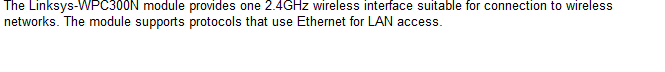 The Linksys-WPC300N module provides one 2.4GHz wireless interface suitable for connection to wireless
networks. The module supports protocols that use Ethernet for LAN access.